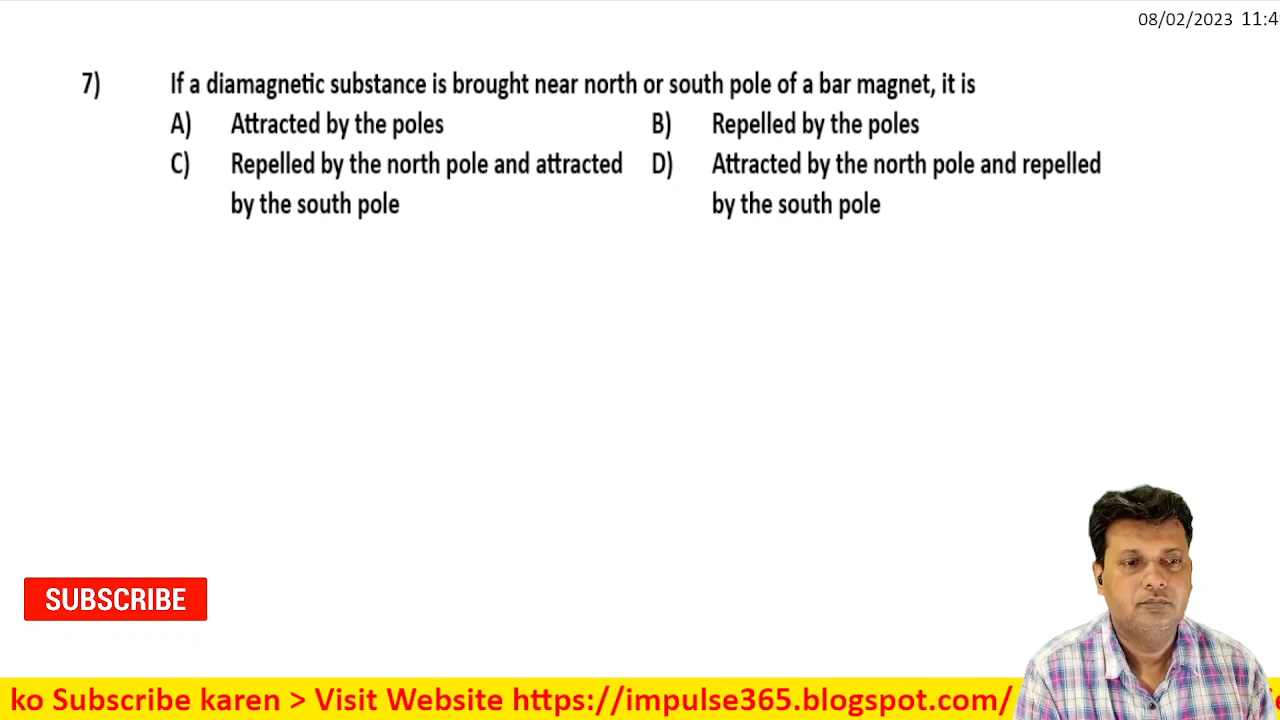 08/02/2023 11:4
7) If a diamagnetic substance is brought near north or south pole of a bar magnet, it is
A) Attracted by the poles B) Repelled by the poles
C) Repelled by the north pole and attracted D) Attracted by the north pole and repelled
by the south pole by the south pole
SUBSCRIBE
ko Subscribe karen > Visit Website https://impulse365.blogspot.com/